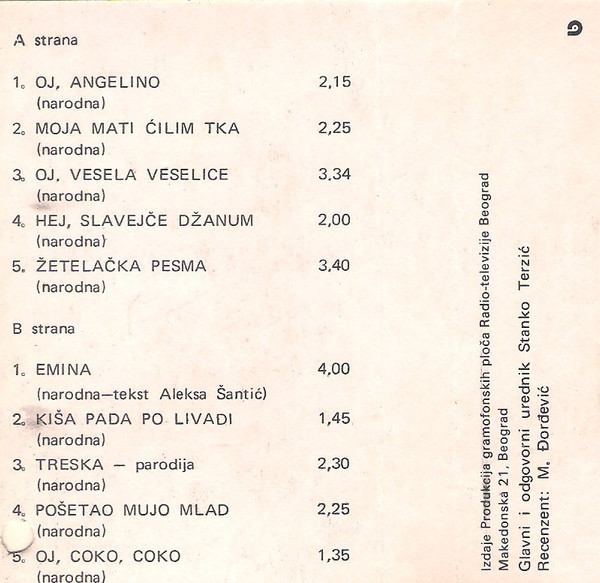 A strana
1. OJ, ANGELINO 2,15
(narodna)
2. MOJA MATI ĆILIM TKA 2,25
(narodna)
3. OJ, VESELA VESELICE 3.34
(narodna)
4. HEJ, SLAVEJČE DŽANUM 2,00
(narodna)
5. ŽETELAČKA PESMA 3,40
(narodna)
B strana
1. EMINA 4,00
(narodna—tekst Aleksa Šantić)
2. KIŠA PADA PO LIVADI 1,45
(narodna)
3. TRESKA — parodija 2,30
(narodna)
4. POŠETAO MUJO MLAD 2,25
(narodna)
5. OJ, COKO, COKO 1,35
(narodna)
Izdaje Produkcija gramofonskih ploča Radio-televizije Beograd
Makedonska 21, Beograd
Glavni i odgovorni urednik Stanko Terzić
Recenzent: M. Đorđević